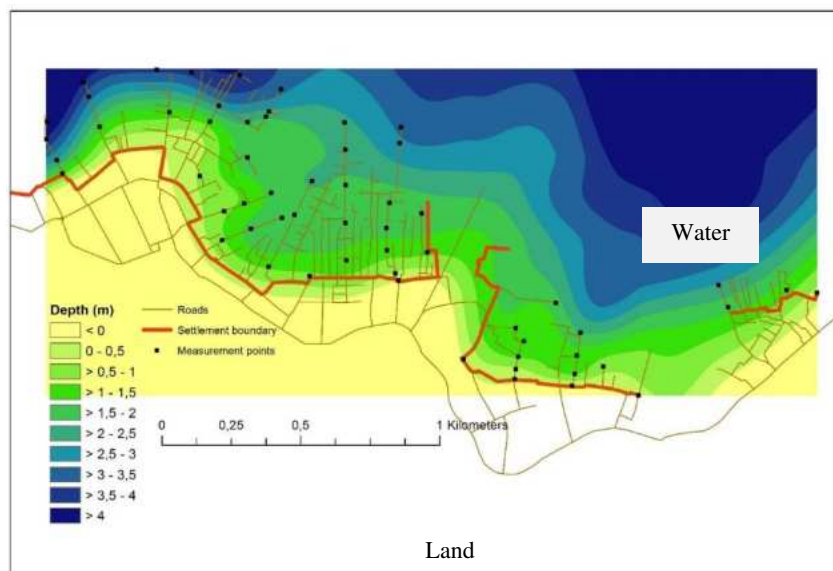 Water
Depth (m)
< 0
0 - 0,5
> 0,5 - 1
> 1 - 1,5
> 1,5 - 2
> 2 - 2,5
> 2,5 - 3
> 3 - 3,5
> 3,5 - 4
> 4
Roads
Settlement boundary
Measurement points
0 0,25 0,5 1 Kilometers
Land